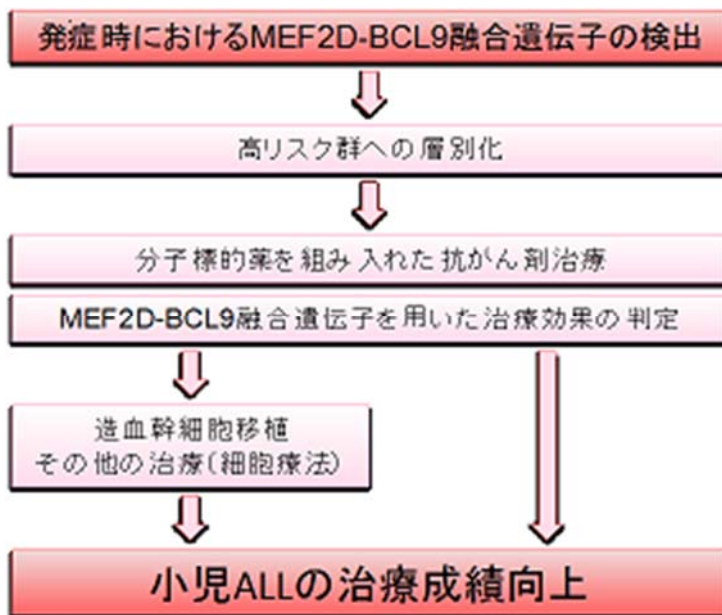 発症時におけるMEF2D-BCL9融合遺伝子の検出
高リスク群への層別化
分子標的薬を組み入れた抗がん剤治療
MEF2D-BCL9融合遺伝子を用いた治療効果の判定
造血幹細胞移植
その他の治療(細胞療法)
小児ALLの治療成績向上